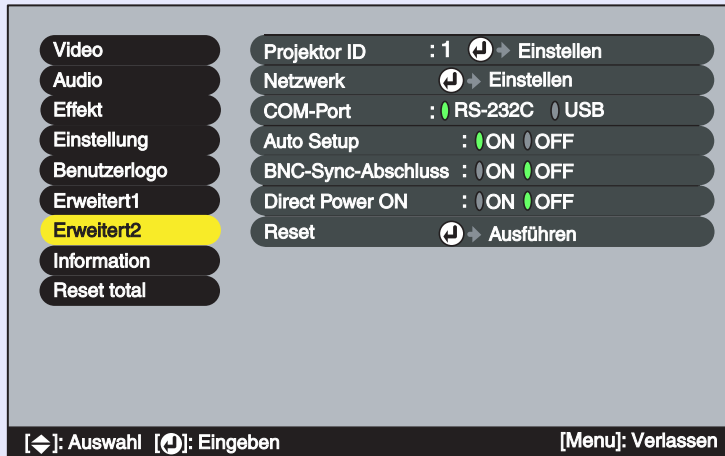 Video
Audio
Effekt
Einstellung
Benutzerlogo
Erweitert1
Erweitert2
Information
Reset total
Projektor ID : 1 Einstellen
Netzwerk Einstellen
COM-Port : RS-232C USB
Auto Setup : ON OFF
BNC-Sync-Abschluss : ON OFF
Direct Power ON : ON OFF
Reset Ausführen
[ ]: Auswahl [ ]: Eingeben [Menu]: Verlassen